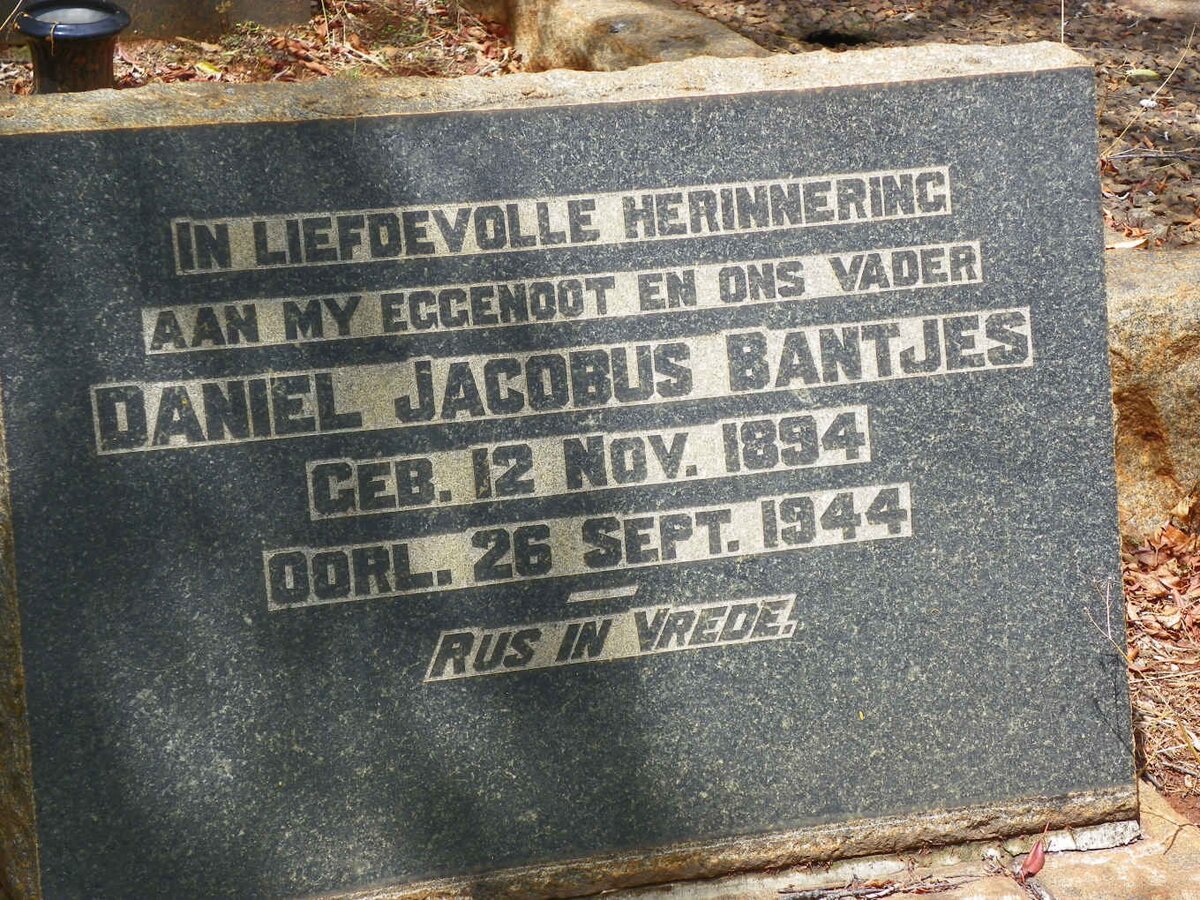 IN LIEFDEVOLLE HERINNERING
AAN MY EGGENOOT EN ONS VADER
DANIEL JACOBUS BANTJES
GEB. 12 NOV. 1894
OORL. 26 SEPT. 1944
RUS IN VREDE.